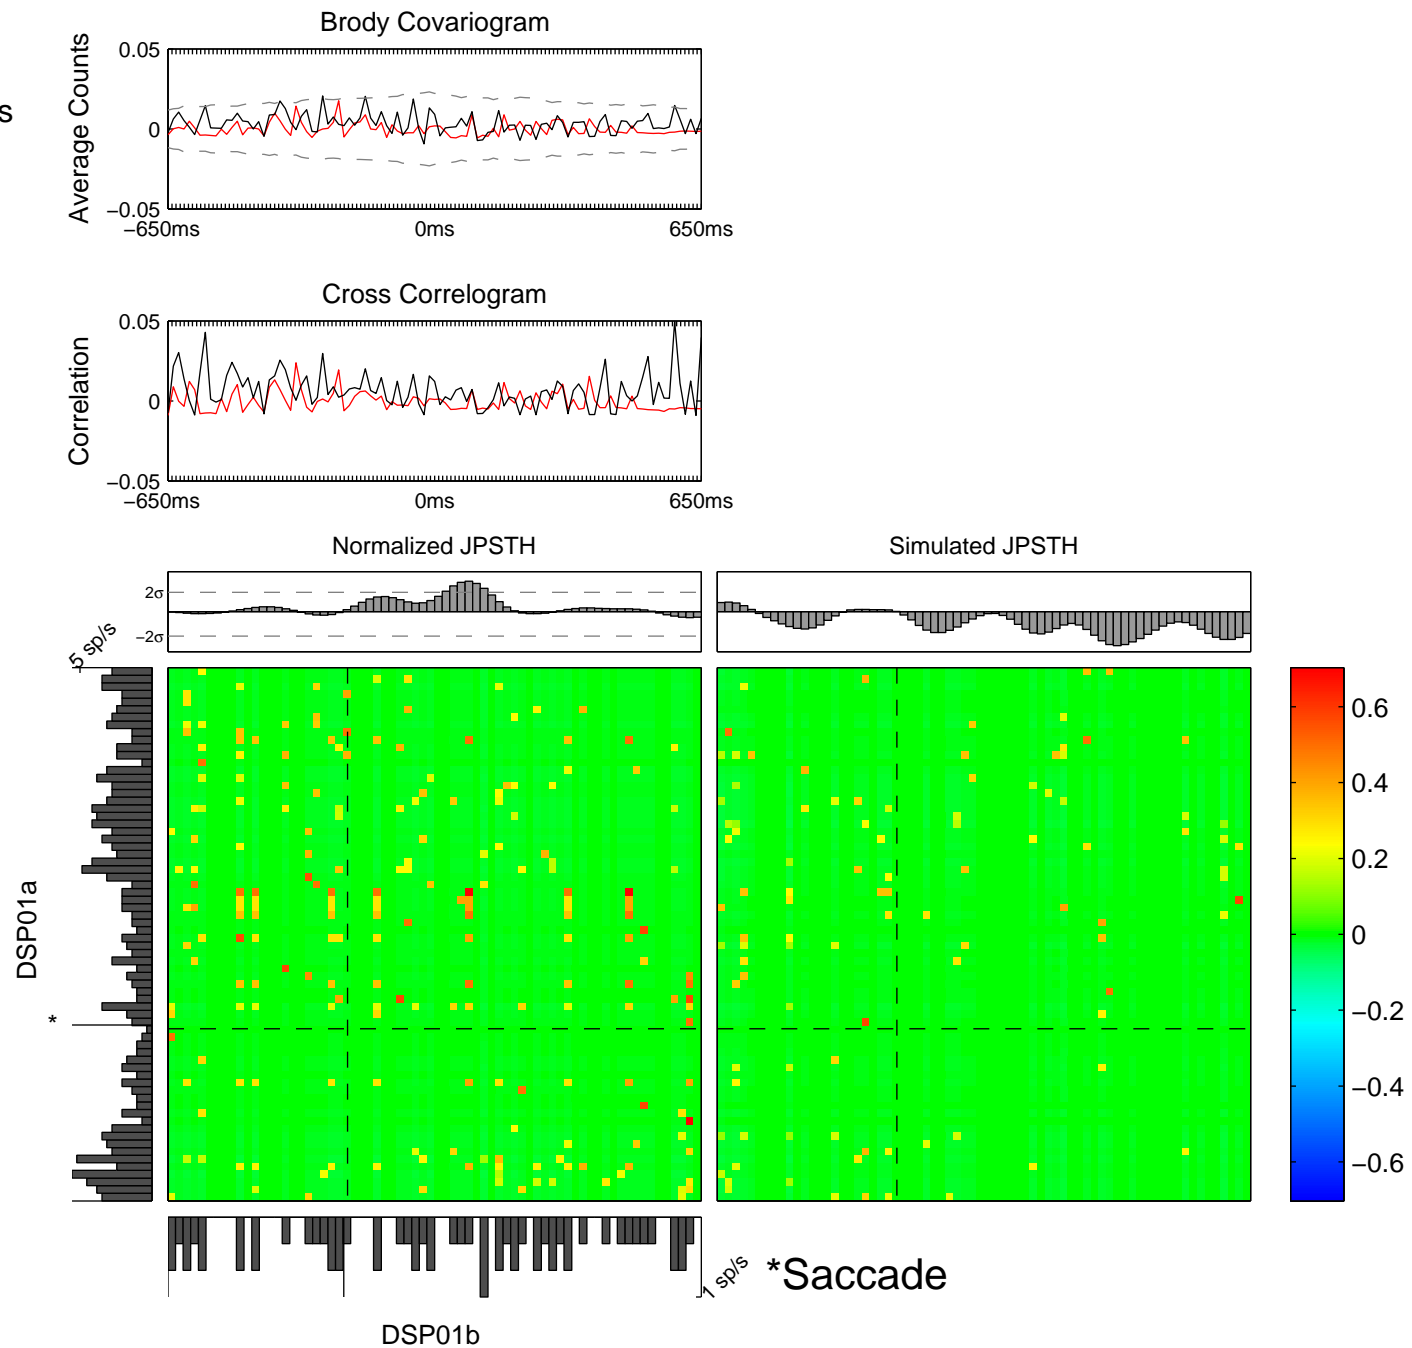 Brody Covariogram
s
Average Counts
0.05
0
−0.05
−650ms
0ms
650ms
Cross Correlogram
Correlation
0.05
0
−0.05
−650ms
0ms
650ms
Normalized JPSTH
Simulated JPSTH
2σ
−2σ
5 sp/s
DSP01a
*
0.6
0.4
0.2
0
−0.2
−0.4
−0.6
1 sp/s
*Saccade
DSP01b